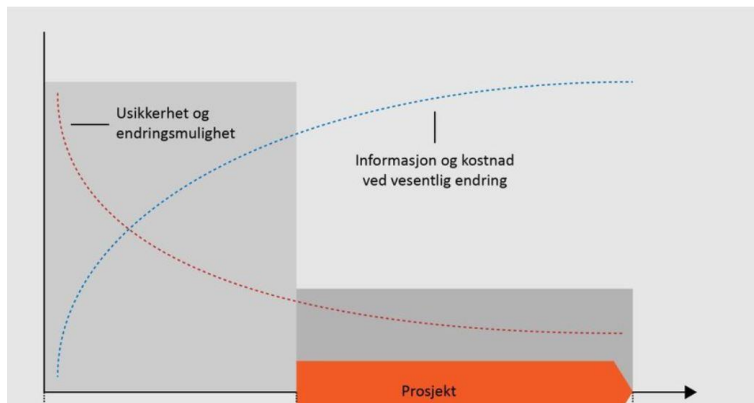 Usikkerhet og
endringsmulighet
Informasjon og kostnad
ved vesentlig endring
Prosjekt